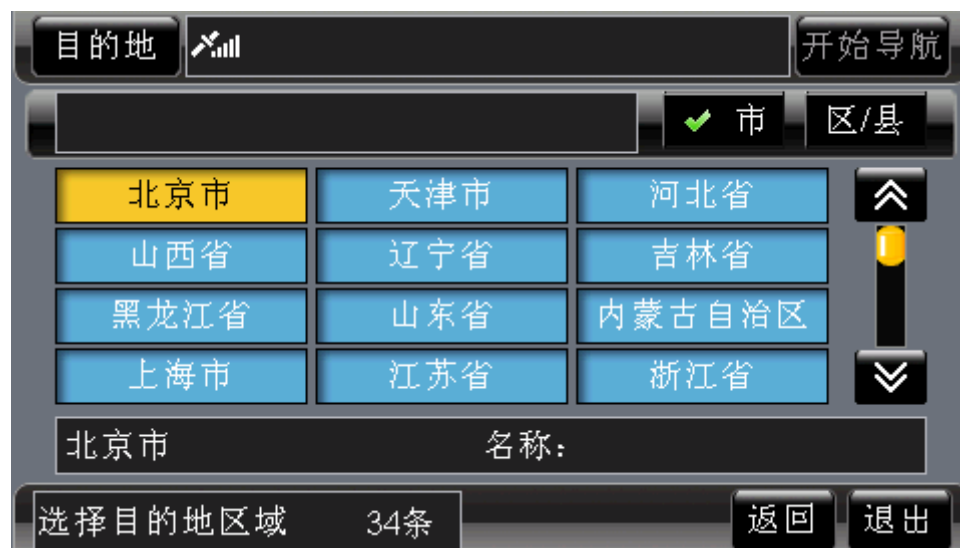 目的地 开始导航
市 区/县
北京市 天津市 河北省
山西省 辽宁省 吉林省
黑龙江省 山东省 内蒙古自治区
上海市 江苏省 浙江省
北京市 名称:
选择目的地区域 34条 返回 退出